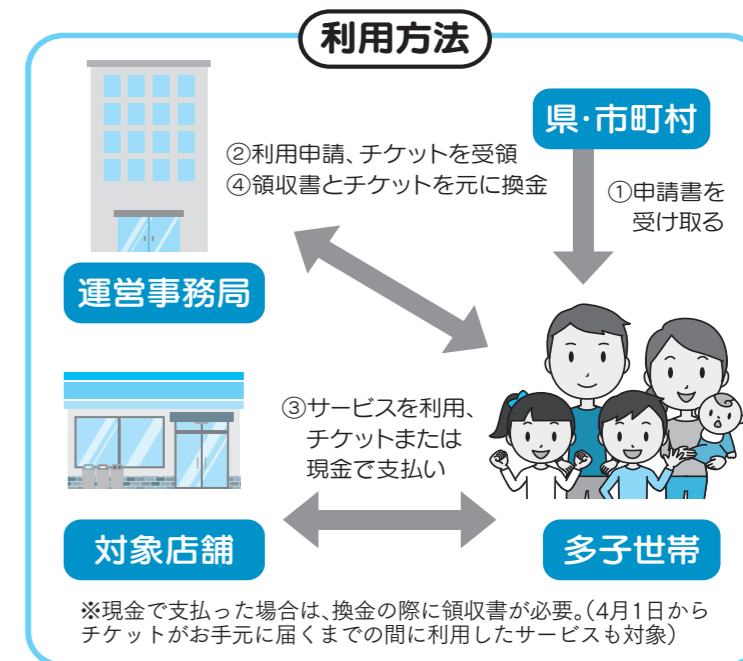 利用方法
県・市町村
②利用申請、チケットを受領
④領収書とチケットを元に換金
①申請書を
受け取る
運営事務局
③サービスを利用、
チケットまたは
現金で支払い
対象店舗
多子世帯
※現金で支払った場合は、換金の際に領収書が必要。(4月1日から
チケットがお手元に届くまでの間に利用したサービスも対象)